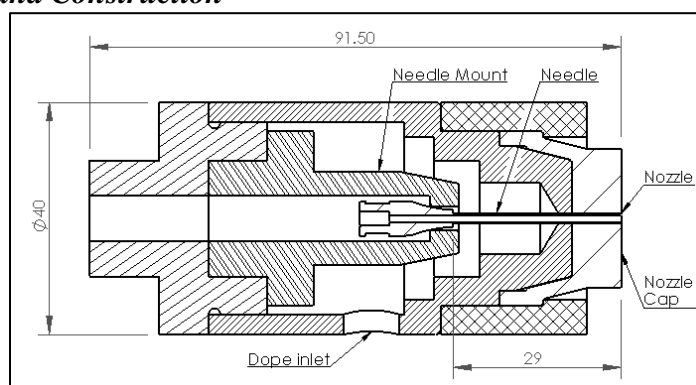 and Construction
91.50
Needle Mount
Needle
Nozzle
Ø40
Nozzle
Cap
Dope inlet
29